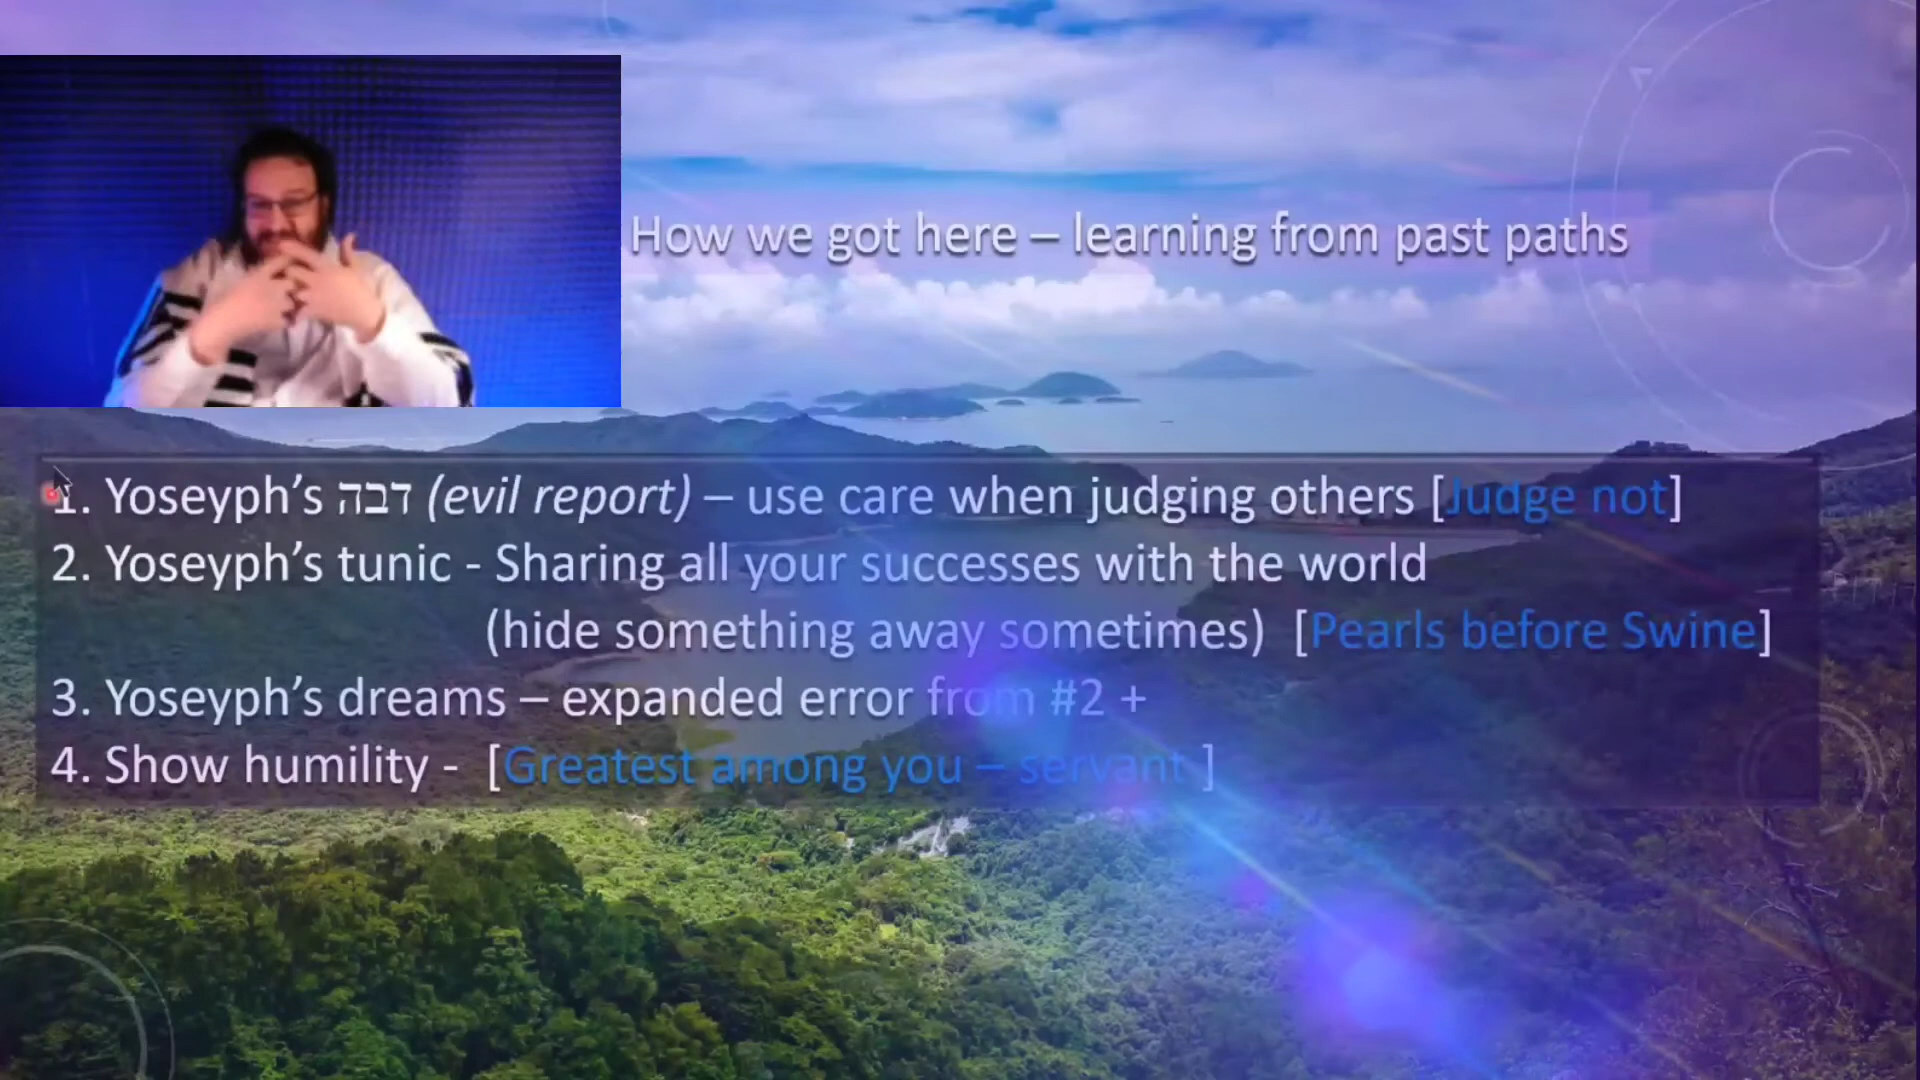 How we got here – learning from past paths
1. Yoseyph’s דבה (evil report) – use care when judging others [Judge not]
2. Yoseyph’s tunic - Sharing all your successes with the world
(hide something away sometimes) [Pearls before Swine]
3. Yoseyph’s dreams – expanded error from #2 +
4. Show humility - [Greatest among you – servant ]